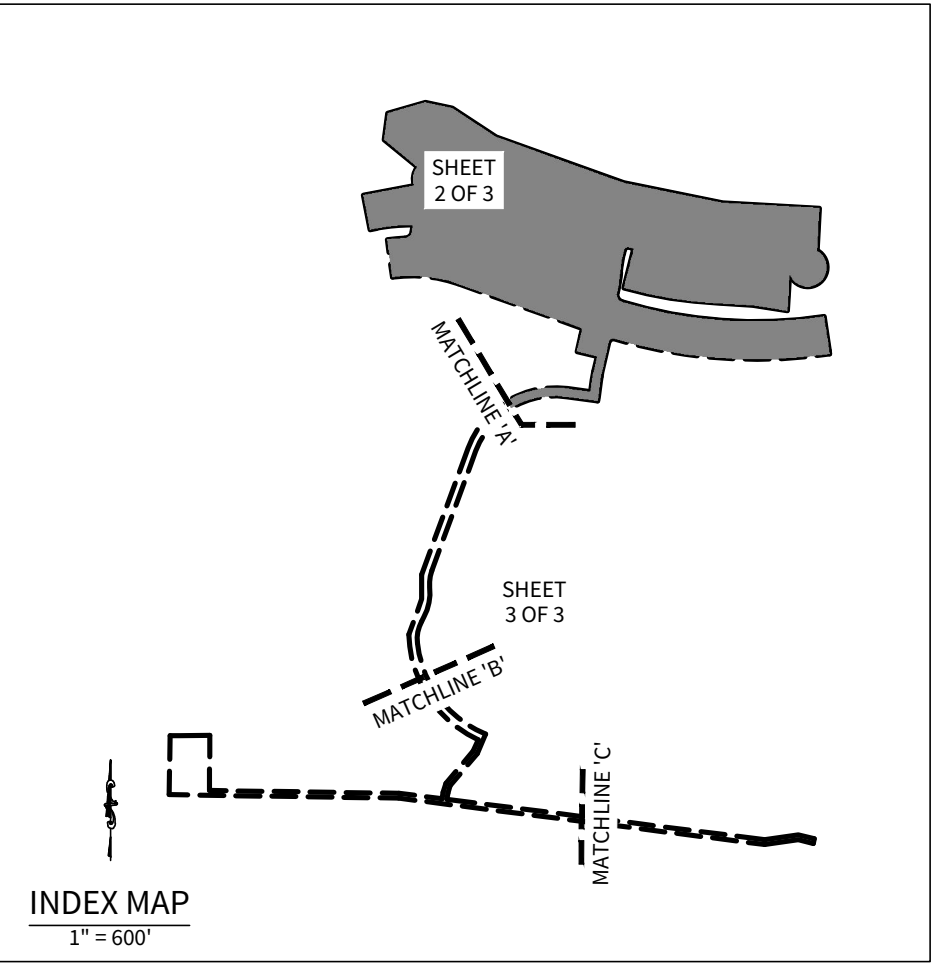 SHEET
2 OF 3
MATCHLINE 'A'
SHEET
3 OF 3
MATCHLINE 'B'
MATCHLINE 'C'
INDEX MAP
1" = 600'